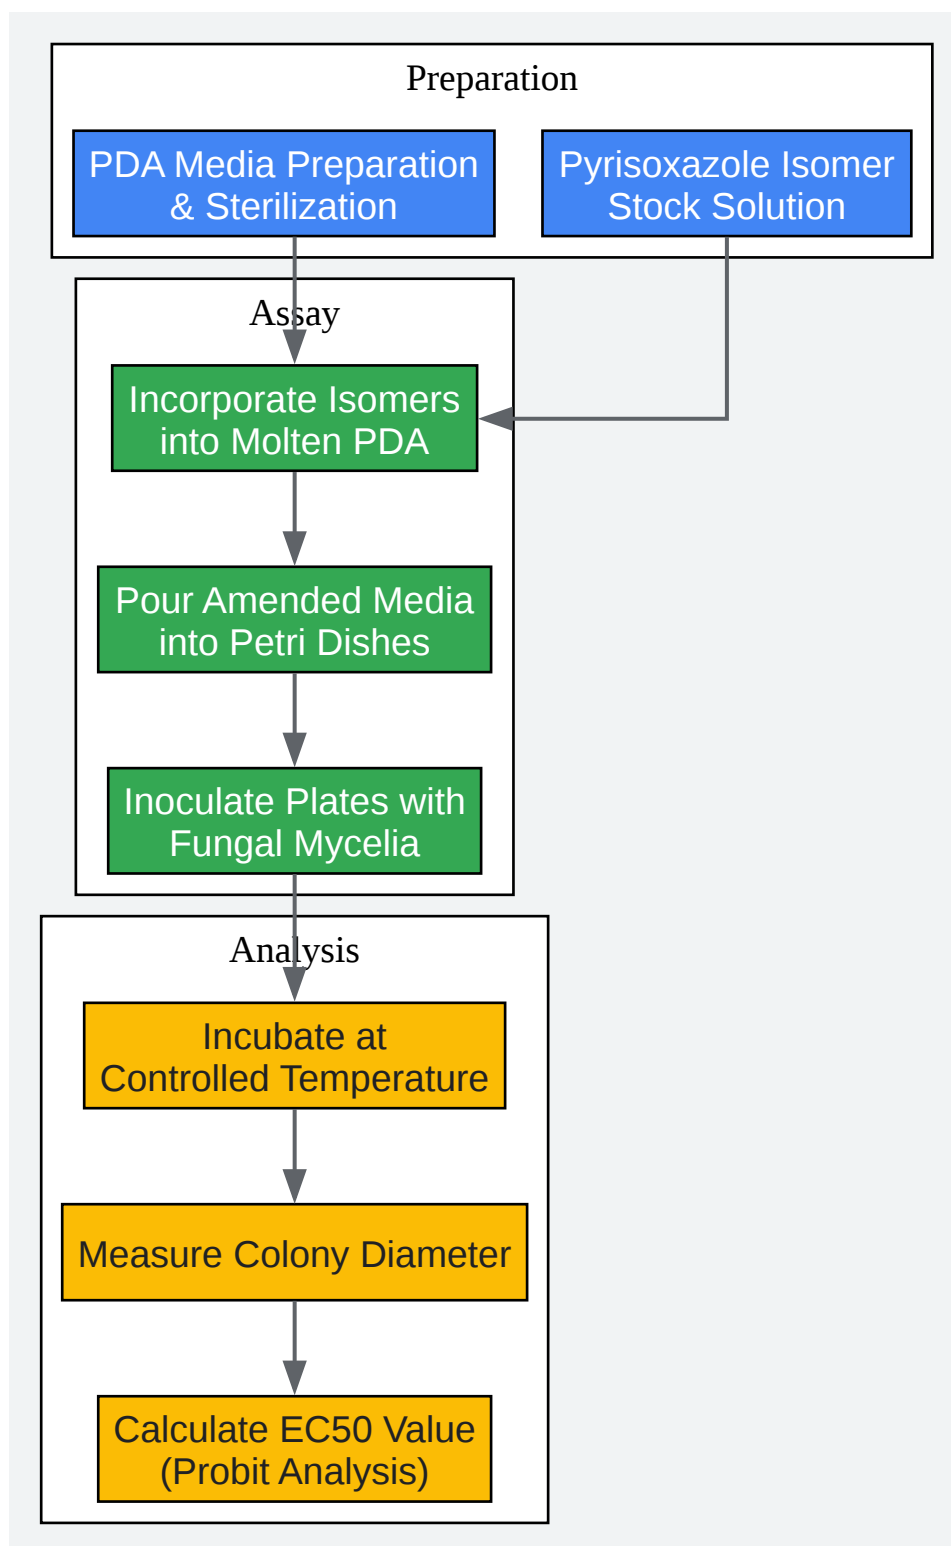 Preparation
PDA Media Preparation
& Sterilization
Pyrisoxazole Isomer
Stock Solution
Assay
Incorporate Isomers
into Molten PDA
Pour Amended Media
into Petri Dishes
Inoculate Plates with
Fungal Mycelia
Analysis
Incubate at
Controlled Temperature
Measure Colony Diameter
Calculate EC50 Value
(Probit Analysis)